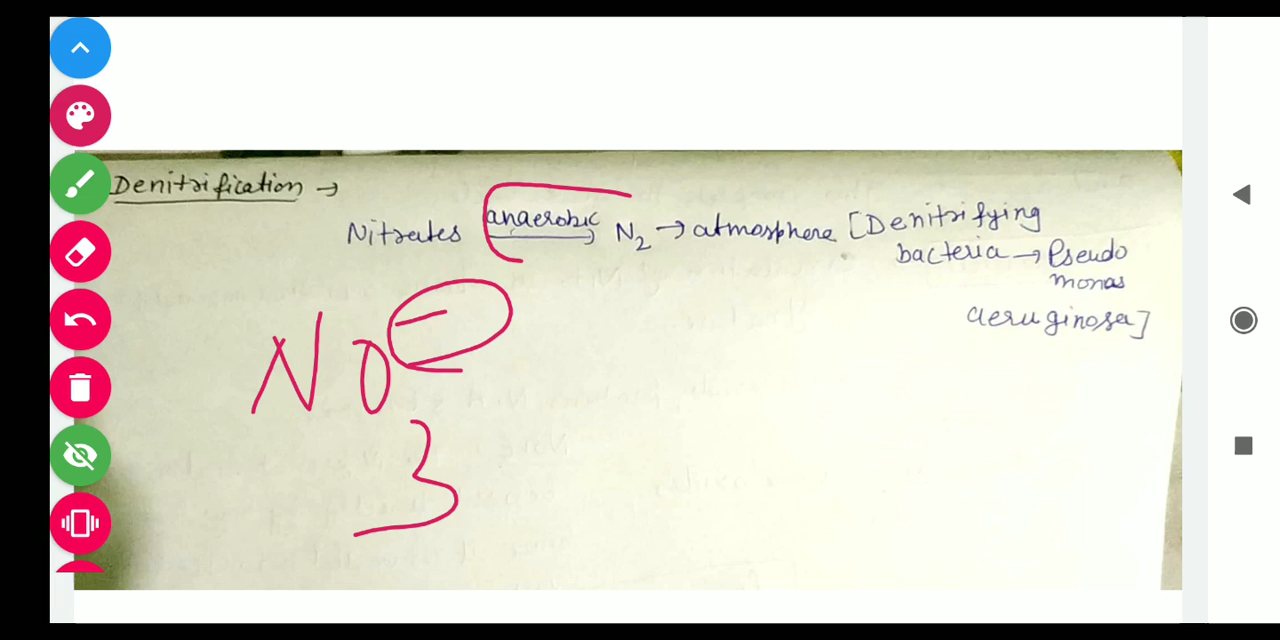 Denitrification →
Nitrates anaerobic→ N2 → atmosphere [Denitrifying
bacteria → Pseudo
monas
aeruginosa]
NO3−